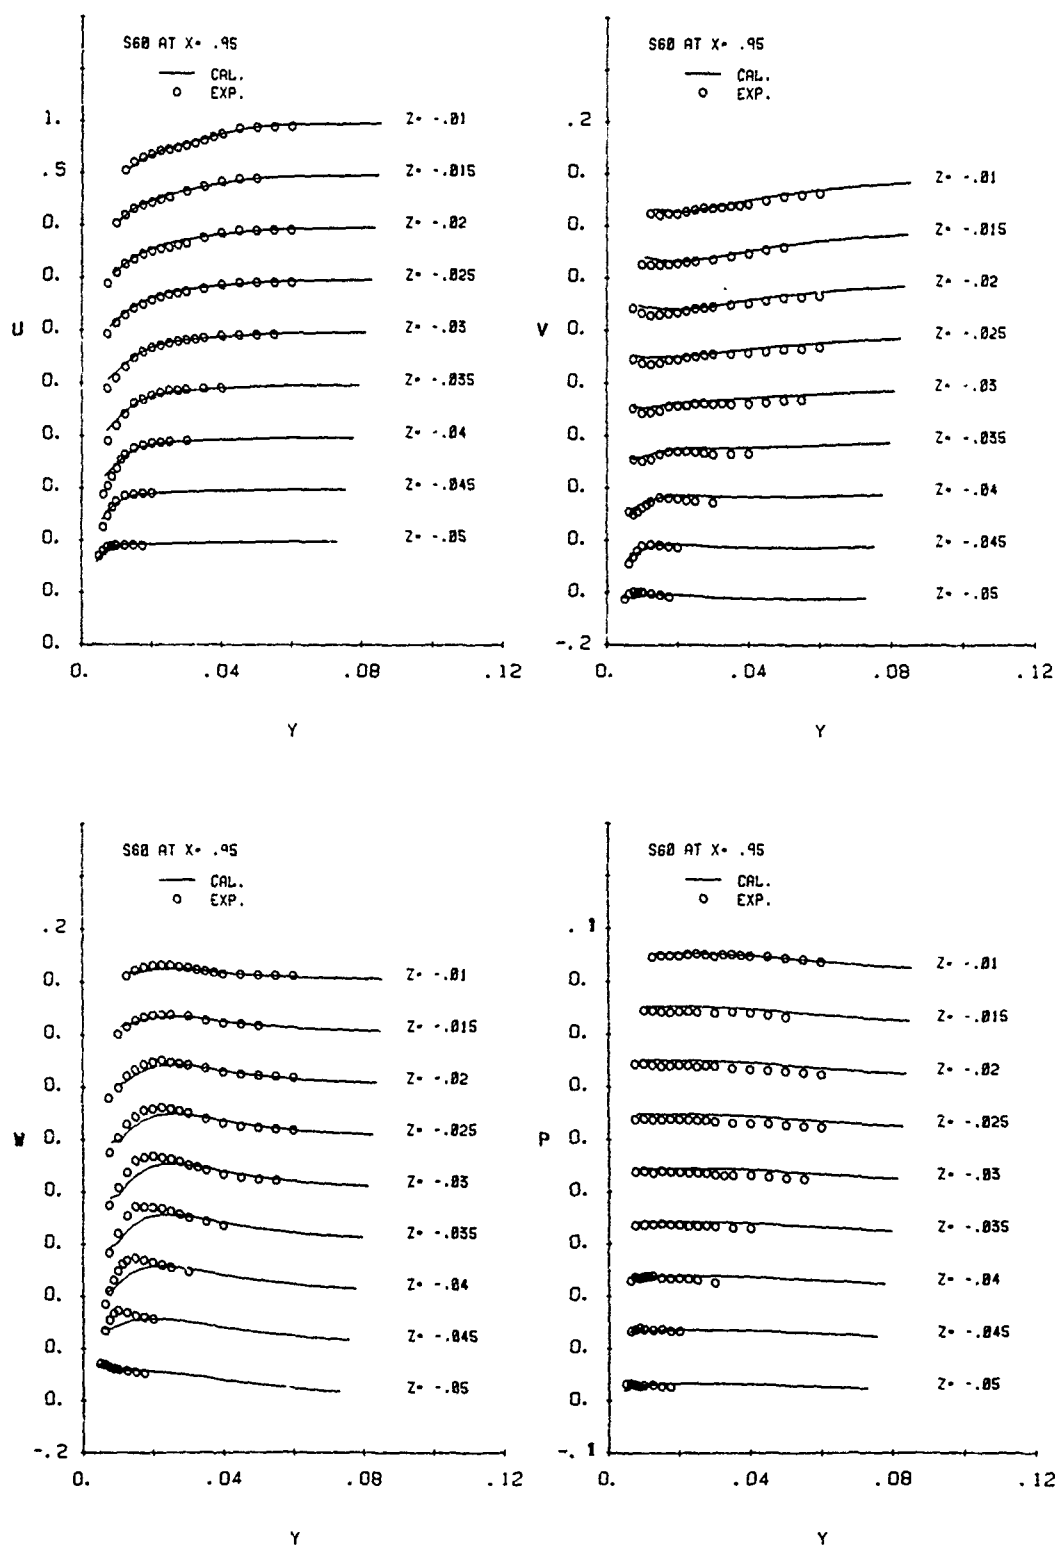 S60 AT X= .95
CAL.
EXP.
1.
.5
0.
0.
0.
0.
0.
0.
0.
0.
0.
U
Z= -.01
Z= -.015
Z= -.02
Z= -.025
Z= -.03
Z= -.035
Z= -.04
Z= -.045
Z= -.05
0. .04 .08 .12
Y
S60 AT X= .95
CAL.
EXP.
.2
0.
0.
0.
0.
0.
0.
0.
0.
0.
-.2
V
Z= -.01
Z= -.015
Z= -.02
Z= -.025
Z= -.03
Z= -.035
Z= -.04
Z= -.045
Z= -.05
0. .04 .08 .12
Y
S60 AT X= .95
CAL.
EXP.
.2
0.
0.
0.
0.
0.
0.
0.
0.
0.
-.2
W
Z= -.01
Z= -.015
Z= -.02
Z= -.025
Z= -.03
Z= -.035
Z= -.04
Z= -.045
Z= -.05
0. .04 .08 .12
Y
S60 AT X= .95
CAL.
EXP.
.1
0.
0.
0.
0.
0.
0.
0.
0.
0.
-.1
P
Z= -.01
Z= -.015
Z= -.02
Z= -.025
Z= -.03
Z= -.035
Z= -.04
Z= -.045
Z= -.05
0. .04 .08 .12
Y